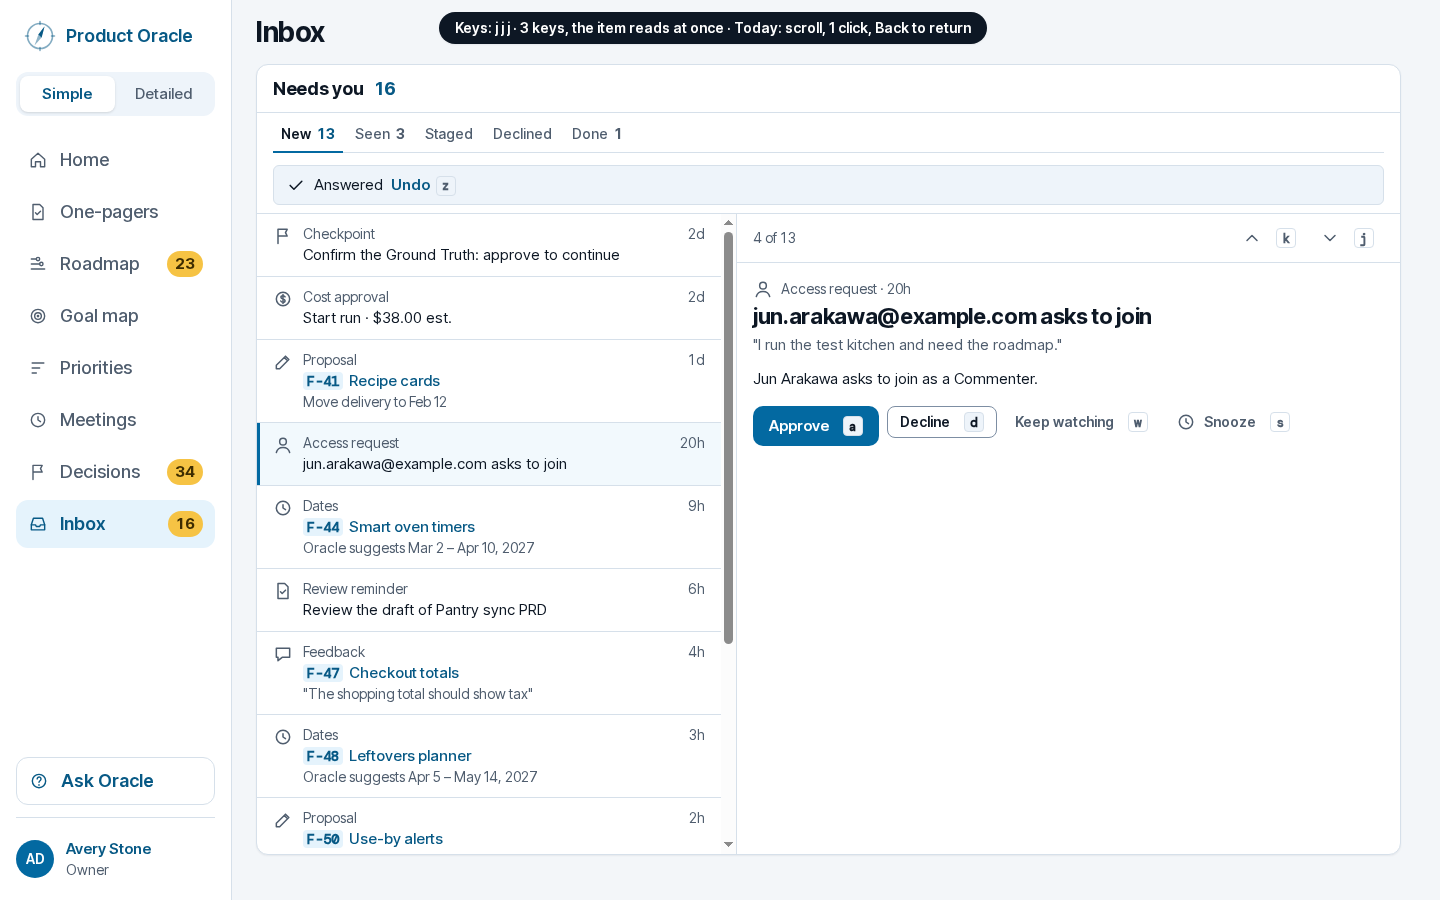 Product Oracle
Simple Detailed
Home
One-pagers
Roadmap 23
Goal map
Priorities
Meetings
Decisions 34
Inbox 16
Ask Oracle
AD Avery Stone
Owner
Inbox
Keys: j j j · 3 keys, the item reads at once · Today: scroll, 1 click, Back to return
Needs you 16
New 13 Seen 3 Staged Declined Done 1
Answered Undo z
Checkpoint 2d
Confirm the Ground Truth: approve to continue
Cost approval 2d
Start run · $38.00 est.
Proposal 1d
F-41 Recipe cards
Move delivery to Feb 12
Access request 20h
jun.arakawa@example.com asks to join
Dates 9h
F-44 Smart oven timers
Oracle suggests Mar 2 – Apr 10, 2027
Review reminder 6h
Review the draft of Pantry sync PRD
Feedback 4h
F-47 Checkout totals
"The shopping total should show tax"
Dates 3h
F-48 Leftovers planner
Oracle suggests Apr 5 – May 14, 2027
Proposal 2h
F-50 Use-by alerts
4 of 13 k j
Access request · 20h
jun.arakawa@example.com asks to join
"I run the test kitchen and need the roadmap."
Jun Arakawa asks to join as a Commenter.
Approve a Decline d Keep watching w Snooze s